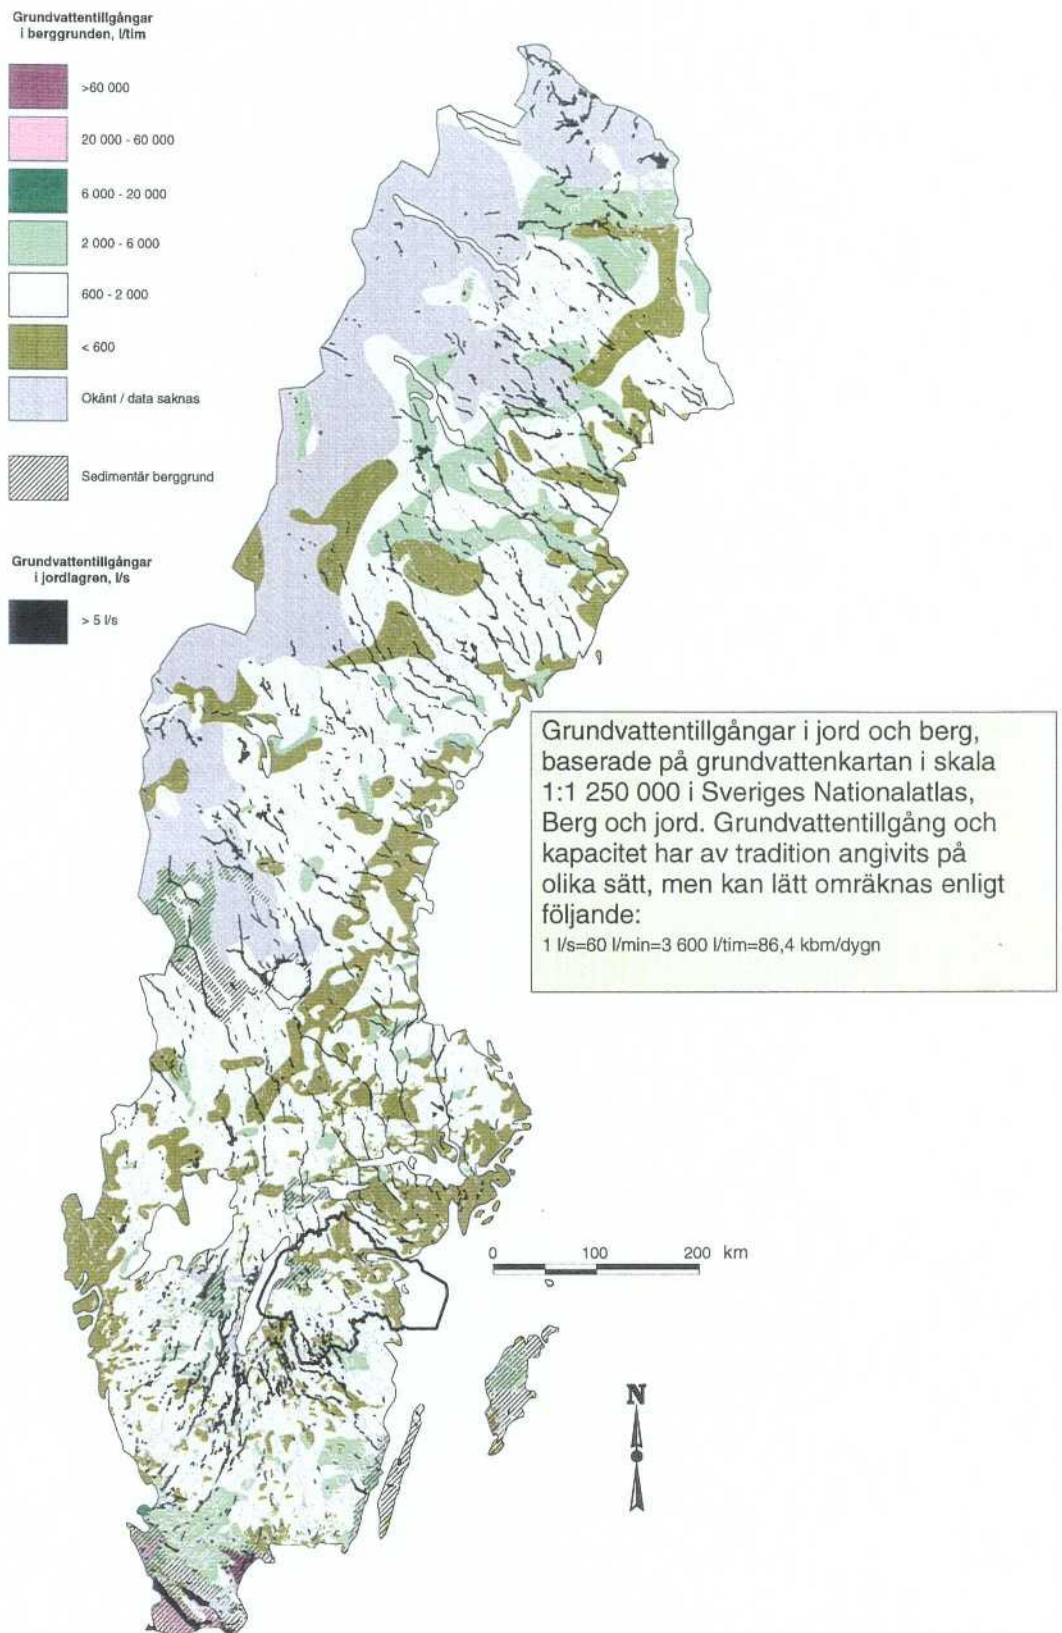 Grundvattentillgångar
i berggrunden, l/tim
>60 000
20 000 - 60 000
6 000 - 20 000
2 000 - 6 000
600 - 2 000
< 600
Okänt / data saknas
Sedimentär berggrund
Grundvattentillgångar
i jordlagren, l/s
> 5 l/s
Grundvattentillgångar i jord och berg,
baserade på grundvattenkartan i skala
1:1 250 000 i Sveriges Nationalatlas,
Berg och jord. Grundvattentillgång och
kapacitet har av tradition angivits på
olika sätt, men kan lätt omräknas enligt
följande:
1 l/s=60 l/min=3 600 l/tim=86,4 kbm/dygn
0 100 200 km
N